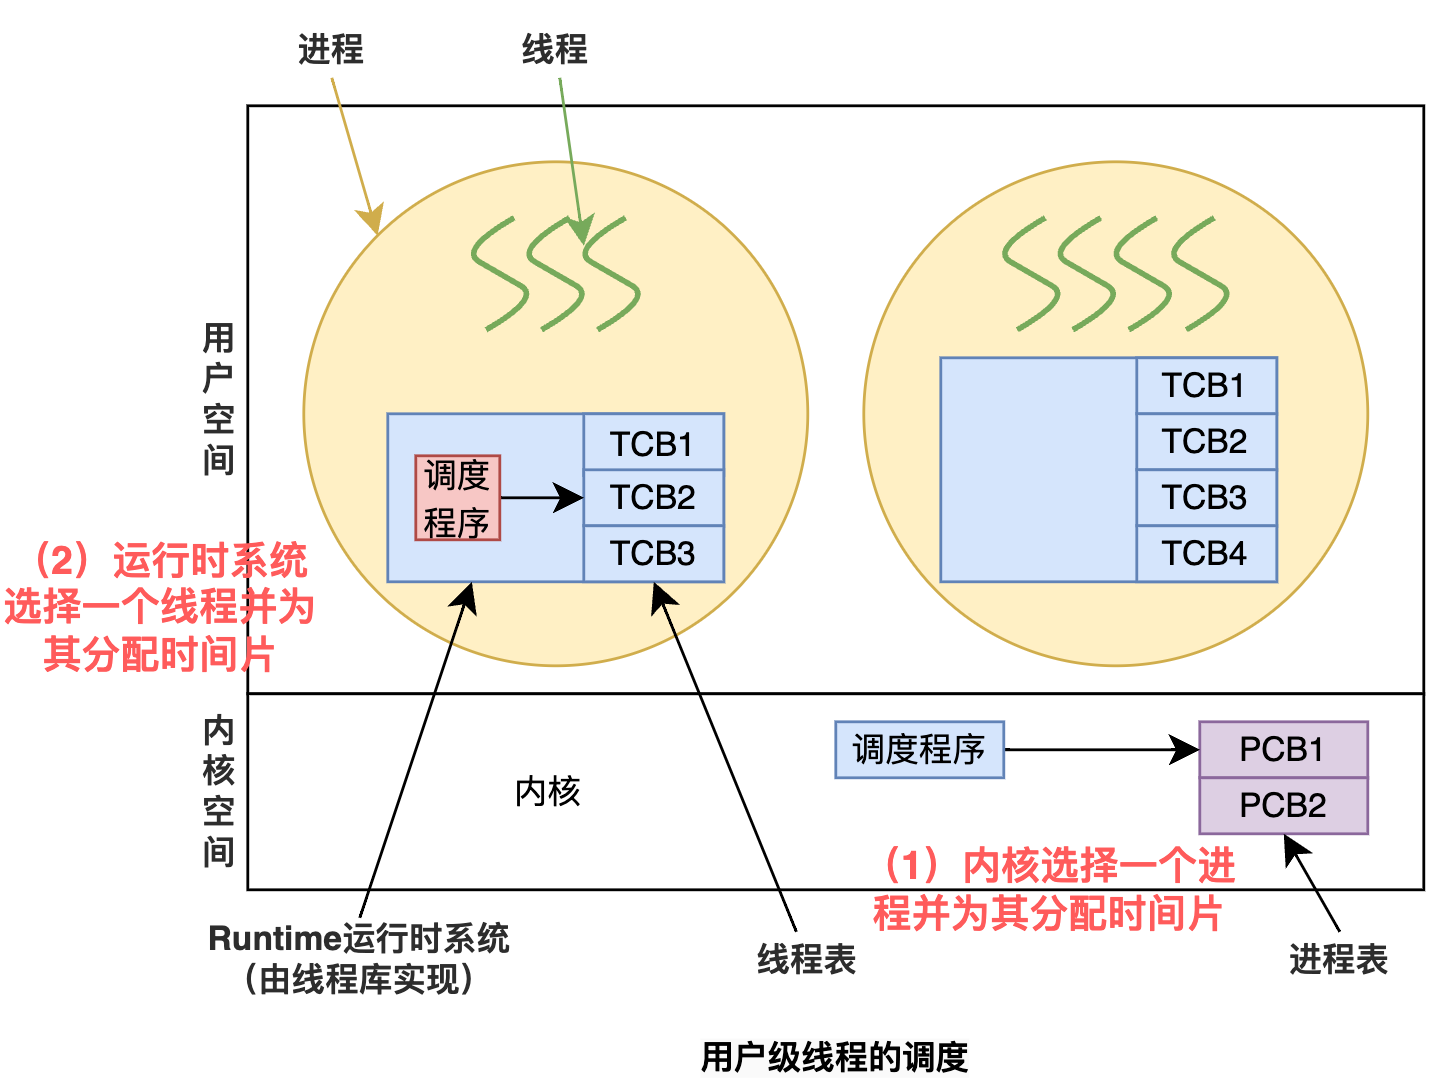 进程
线程
用
户
空
间
调度
程序
TCB1
TCB2
TCB3
TCB1
TCB2
TCB3
TCB4
（2）运行时系统
选择一个线程并为
其分配时间片
内
核
空
间
内核
调度程序
PCB1
PCB2
（1）内核选择一个进
程并为其分配时间片
Runtime运行时系统
（由线程库实现）
线程表
进程表
用户级线程的调度